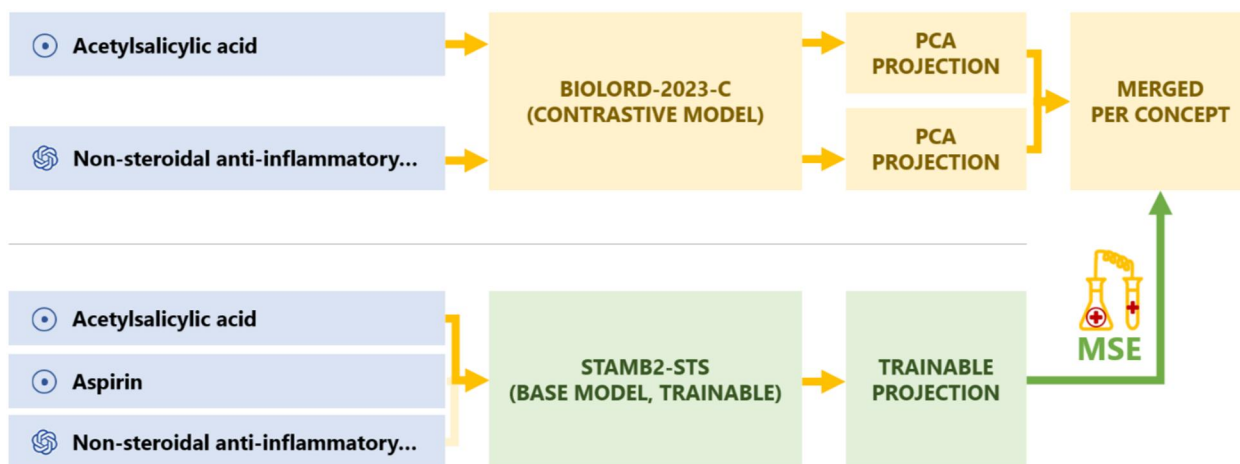 Acetylsalicylic acid
Non-steroidal anti-inflammatory...
BIOLORD-2023-C
(CONTRASTIVE MODEL)
PCA
PROJECTION
PCA
PROJECTION
MERGED
PER CONCEPT
Acetylsalicylic acid
Aspirin
Non-steroidal anti-inflammatory...
STAMB2-STS
(BASE MODEL, TRAINABLE)
TRAINABLE
PROJECTION
MSE